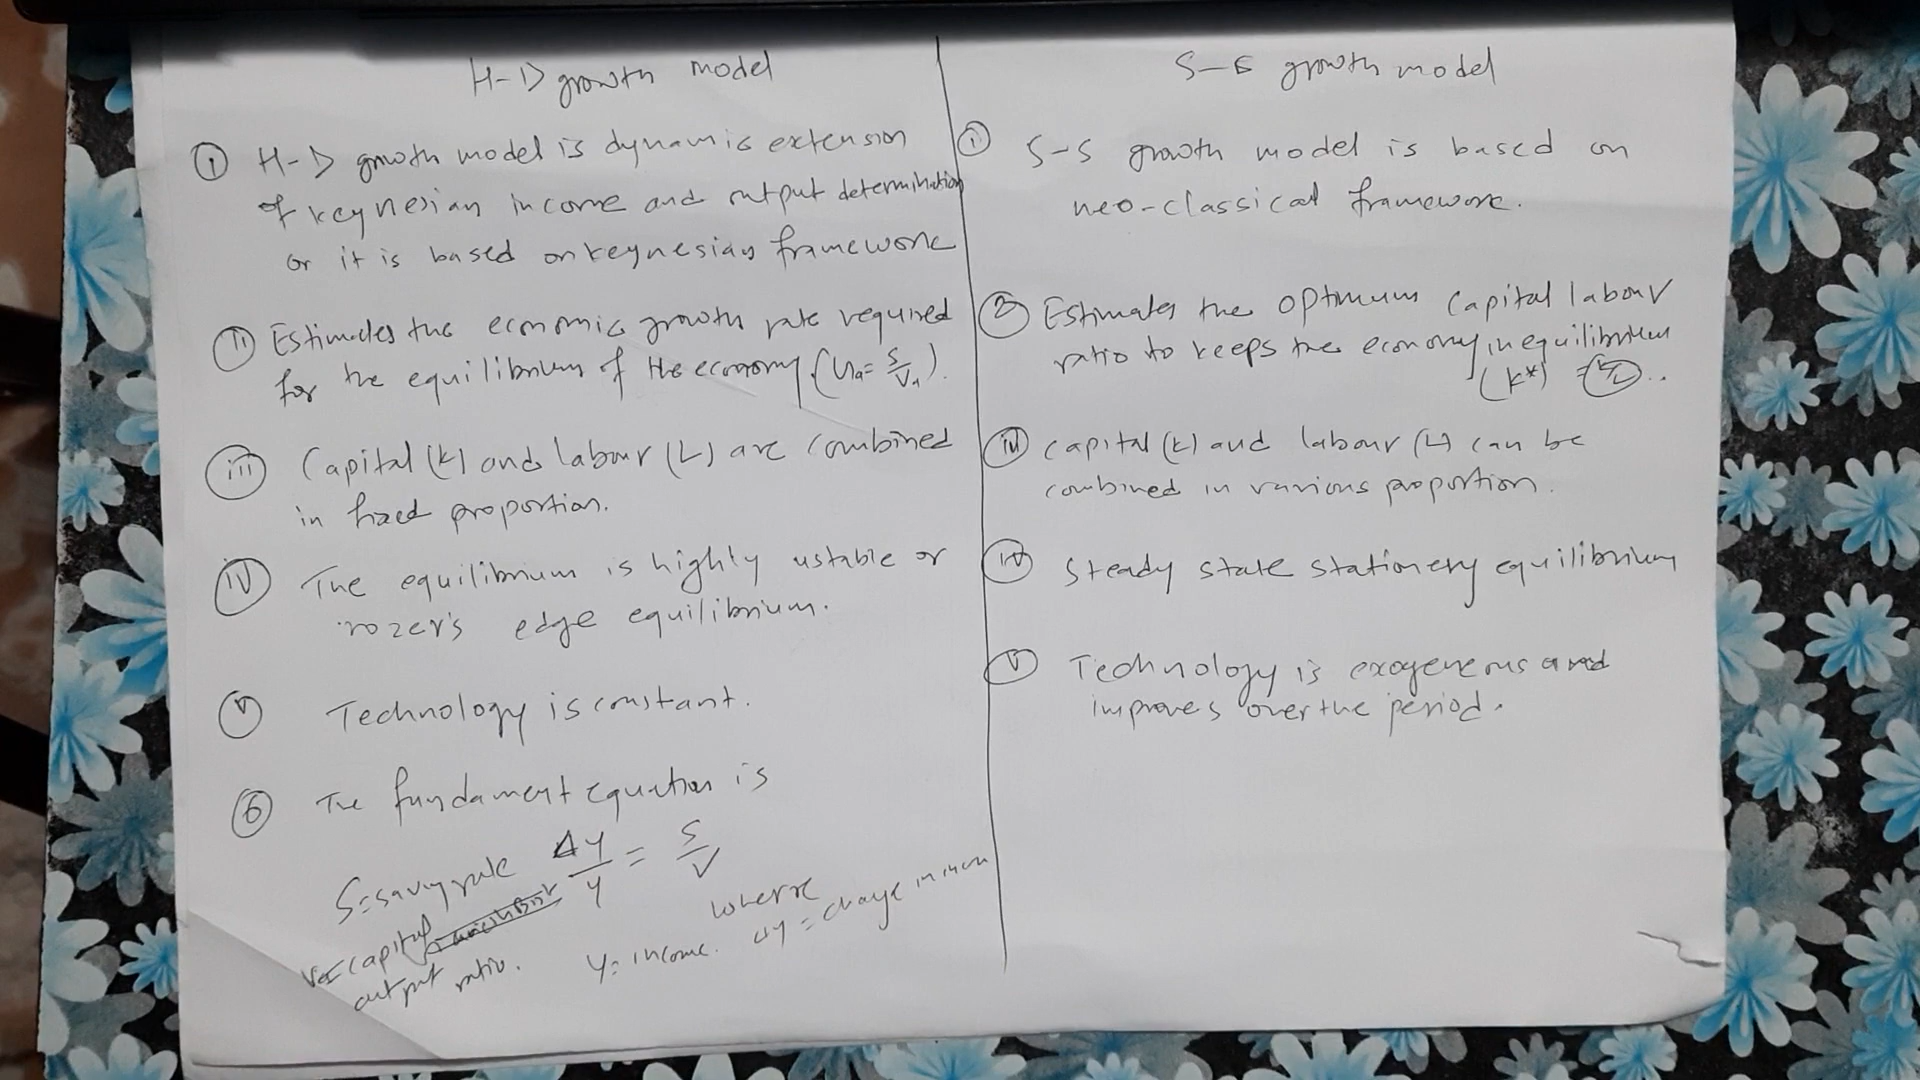 H-D growth model
① H-D growth model is dynamic extension
of keynesian income and output determination
or it is based on keynesian framework
ii Estimates the economic growth rate required
for the equilibrium of the economy
iii Capital (K) and labour (L) are combined
in fixed proportion.
iv The equilibrium is highly ustable or
rozer's edge equilibrium.
v Technology is constant.
⑥ The fundament equation is
ΔY/Y = S/V
S = saving rate
where
V = capital
output ratio.
Y = income. ΔY = change in
S-S growth model
① S-S growth model is based on
neo-classical framework.
② Estimates the optimum capital labour
ratio to keeps the economy in equilibrium
(K*)
iii capital (K) and labour (L) can be
combined in various proportion.
iv Steady state stationery equilibrium
v Technology is exogeneous and
improves over the period.